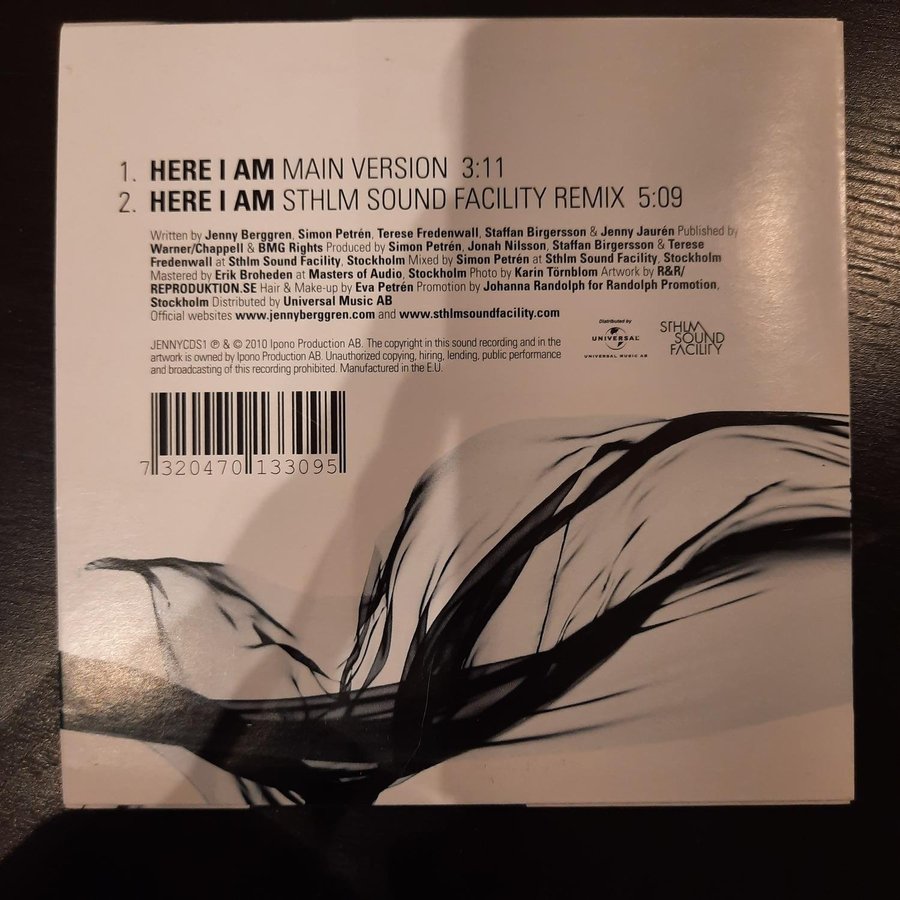 1. HERE I AM MAIN VERSION 3:11
2. HERE I AM STHLM SOUND FACILITY REMIX 5:09
Written by Jenny Berggren, Simon Petrén, Terese Fredenwall, Staffan Birgersson & Jenny Jaurén Published by
Warner/Chappell & BMG Rights Produced by Simon Petrén, Jonah Nilsson, Staffan Birgersson & Terese
Fredenwall at Sthlm Sound Facility, Stockholm Mixed by Simon Petrén at Sthlm Sound Facility, Stockholm
Mastered by Erik Broheden at Masters of Audio, Stockholm Photo by Karin Törnblom Artwork by R&R/
REPRODUKTION.SE Hair & Make-up by Eva Petrén Promotion by Johanna Randolph for Randolph Promotion,
Stockholm Distributed by Universal Music AB
Official websites www.jennyberggren.com and www.sthlmsoundfacility.com
JENNYCDS1 ℗ & © 2010 Ipono Production AB. The copyright in this sound recording and in the
artwork is owned by Ipono Production AB. Unauthorized copying, hiring, lending, public performance
and broadcasting of this recording prohibited. Manufactured in the E.U.
Distributed by
UNIVERSAL
UNIVERSAL MUSIC AB
STHLM
SOUND
FACILITY
7 320470 133095